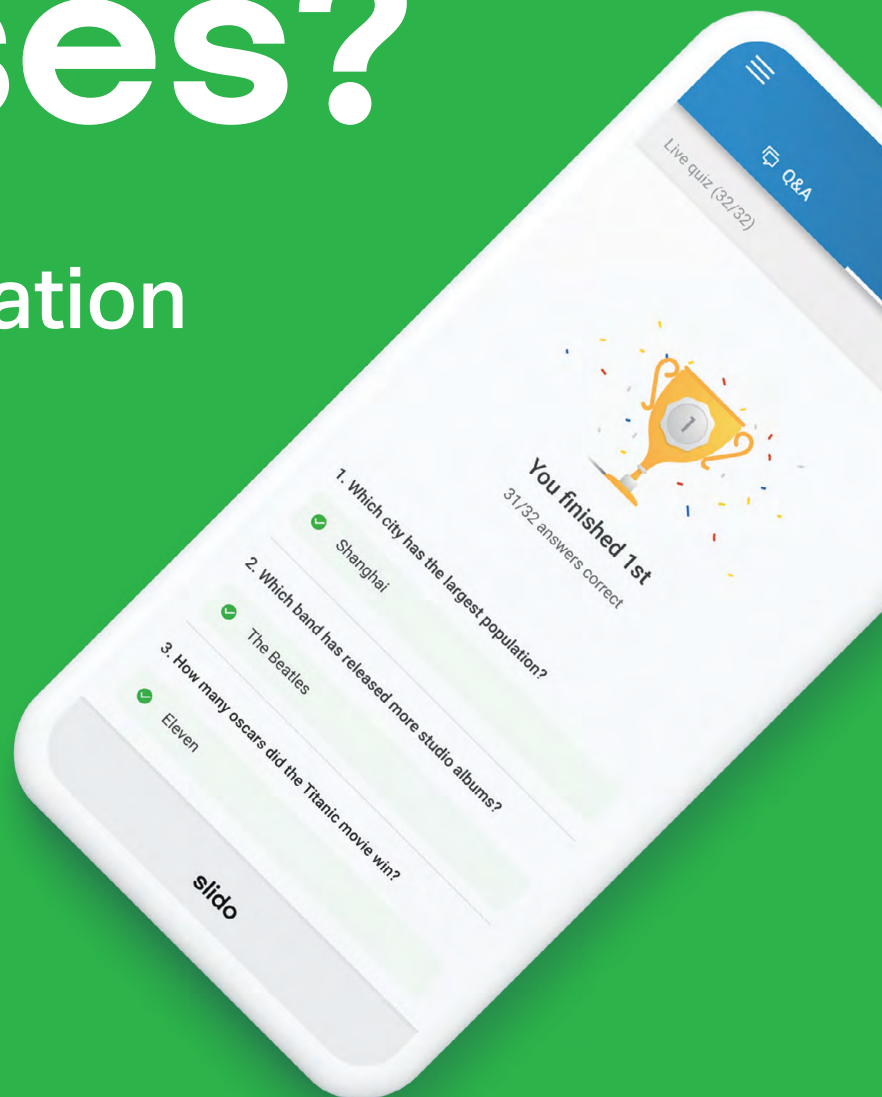 ses?
ation
Q&A
Live quiz (32/32)
1
You finished 1st
31/32 answers correct
1. Which city has the largest population?
Shanghai
2. Which band has released more studio albums?
The Beatles
3. How many oscars did the Titanic movie win?
Eleven
slido